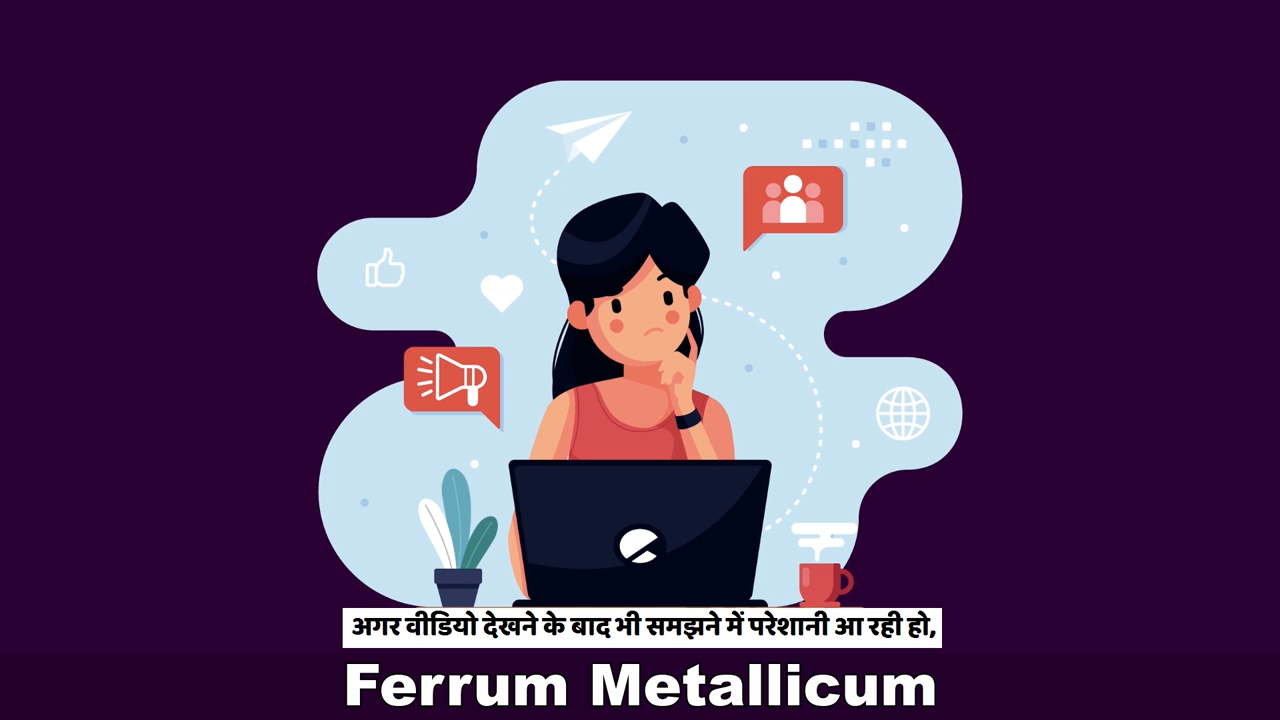 अगर वीडियो देखने के बाद भी समझने में परेशानी आ रही हो,
Ferrum Metallicum